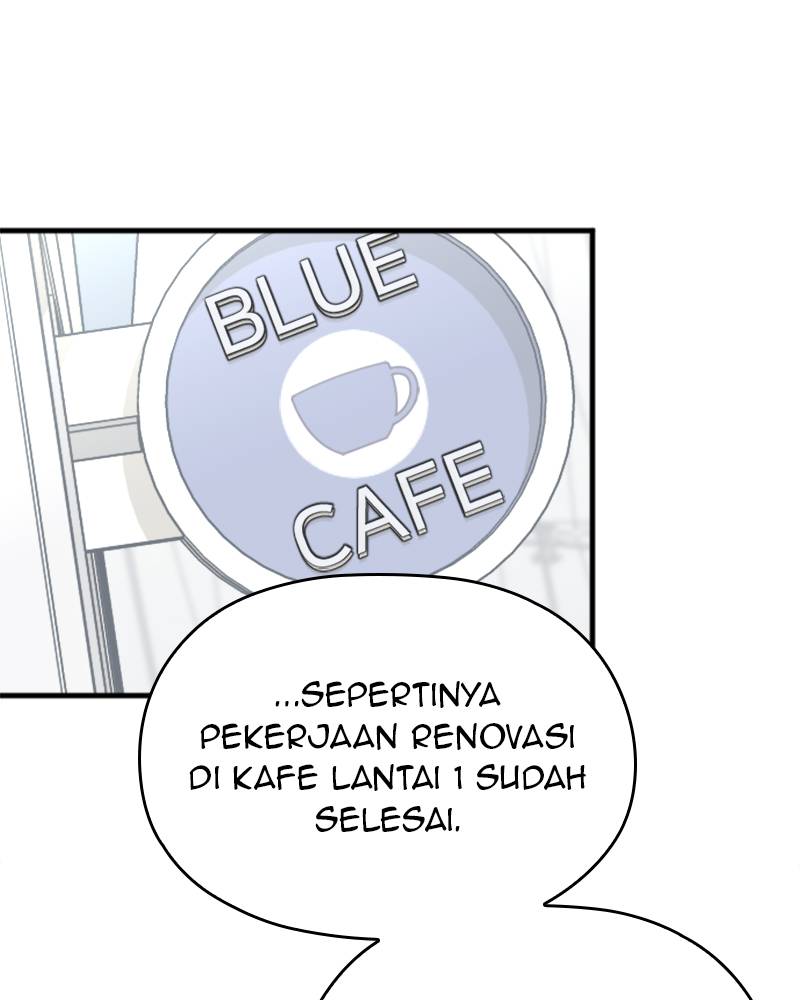 BLUE
CAFE
...SEPERTINYA
PEKERJAAN RENOVASI
DI KAFE LANTAI 1 SUDAH
SELESAI.